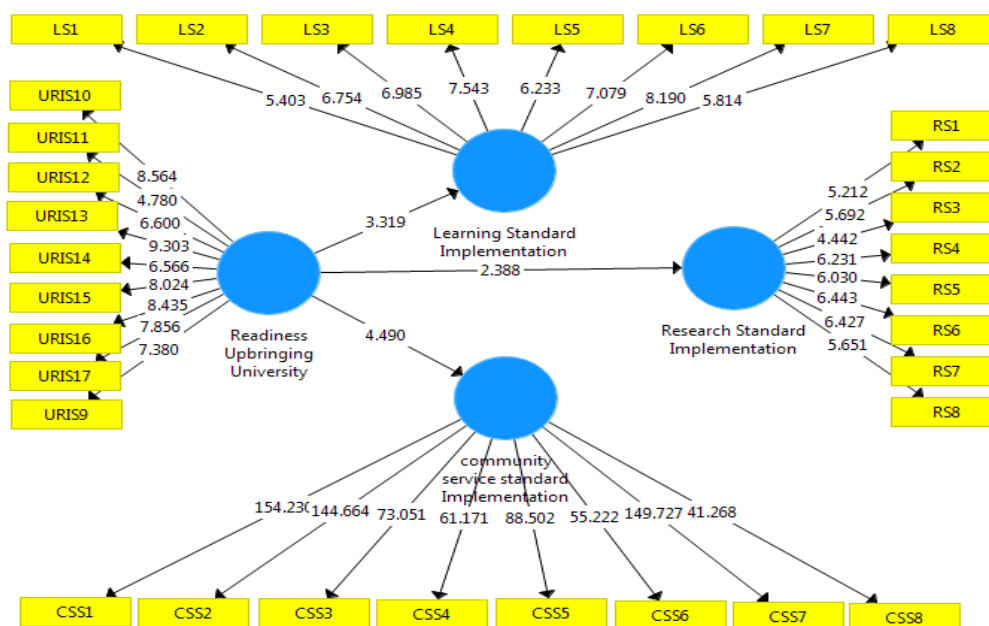 LS1 LS2 LS3 LS4 LS5 LS6 LS7 LS8
5.403 6.754 6.985 7.543 6.233 7.079 8.190 5.814
URIS10
URIS11
URIS12
URIS13
URIS14
URIS15
URIS16
URIS17
URIS9
8.564
4.780
6.600
9.303
6.566
8.024
8.435
7.856
7.380
Readiness
Upbringing
University
3.319
2.388
4.490
Learning Standard
Implementation
Research Standard
Implementation
5.212
5.692
4.442
6.231
6.030
6.443
6.427
5.651
RS1
RS2
RS3
RS4
RS5
RS6
RS7
RS8
community
service standard
Implementation
154.230 144.664 73.051 61.171 88.502 55.222 149.727 41.268
CSS1 CSS2 CSS3 CSS4 CSS5 CSS6 CSS7 CSS8